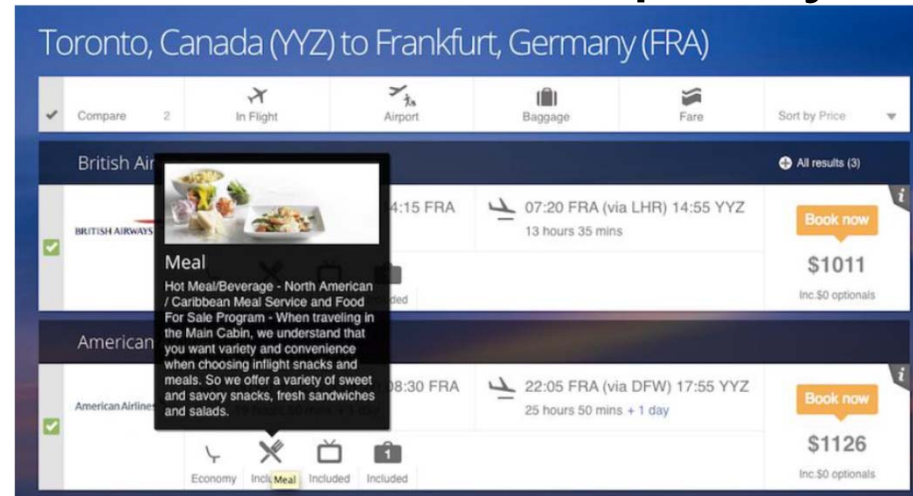 Toronto, Canada (YYZ) to Frankfurt, Germany (FRA)
Compare 2 In Flight Airport Baggage Fare Sort by Price
British Air
All results (3)
BRITISH AIRWAYS
4:15 FRA
07:20 FRA (via LHR) 14:55 YYZ
13 hours 35 mins
Book now
$1011
Inc.$0 optionals
i
Meal
Hot Meal/Beverage - North American
/ Caribbean Meal Service and Food
For Sale Program - When traveling in
the Main Cabin, we understand that
you want variety and convenience
when choosing inflight snacks and
meals. So we offer a variety of sweet
and savory snacks, fresh sandwiches
and salads.
American
American Airlines
08:30 FRA
22:05 FRA (via DFW) 17:55 YYZ
25 hours 50 mins + 1 day
Book now
$1126
Inc.$0 optionals
i
1
Economy Inclu Meal Included Included